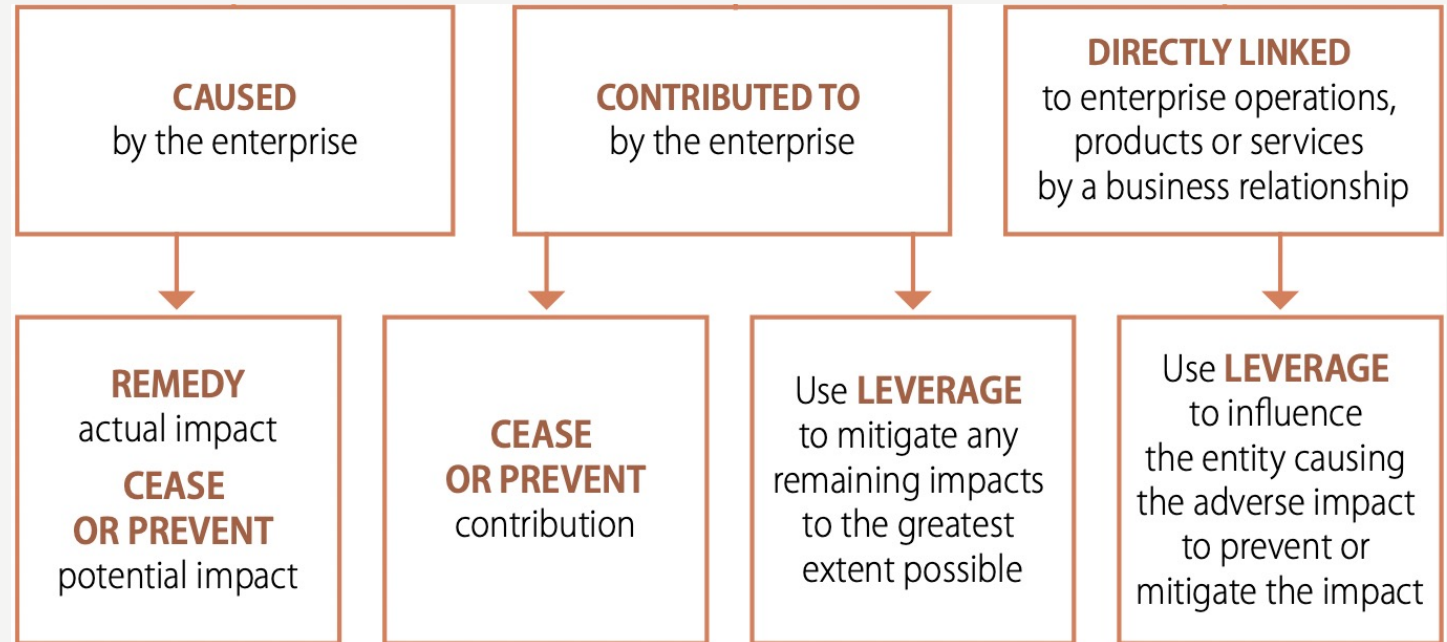 CAUSED
by the enterprise
CONTRIBUTED TO
by the enterprise
DIRECTLY LINKED
to enterprise operations,
products or services
by a business relationship
REMEDY
actual impact
CEASE
OR PREVENT
potential impact
CEASE
OR PREVENT
contribution
Use LEVERAGE
to mitigate any
remaining impacts
to the greatest
extent possible
Use LEVERAGE
to influence
the entity causing
the adverse impact
to prevent or
mitigate the impact